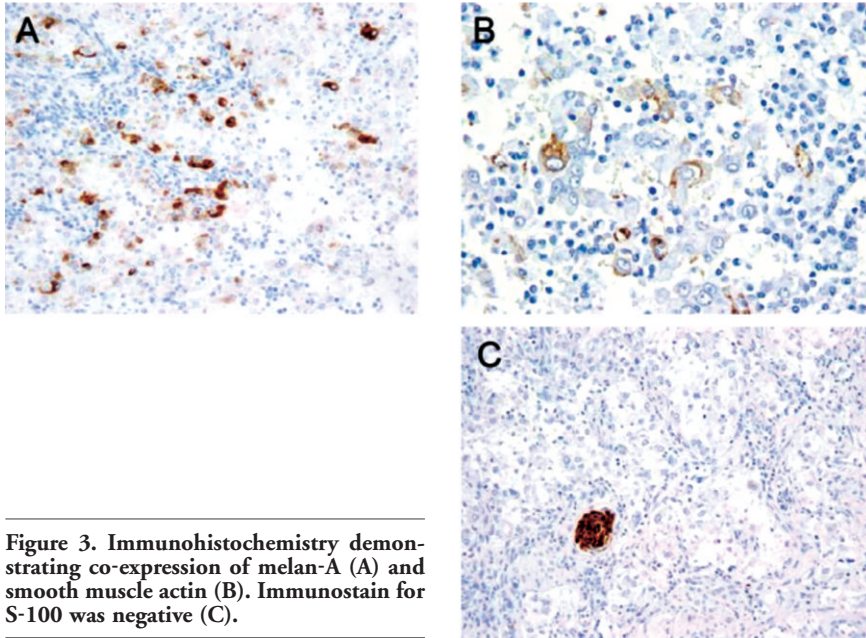 A
B
C
Figure 3. Immunohistochemistry demon-
strating co-expression of melan-A (A) and
smooth muscle actin (B). Immunostain for
S-100 was negative (C).